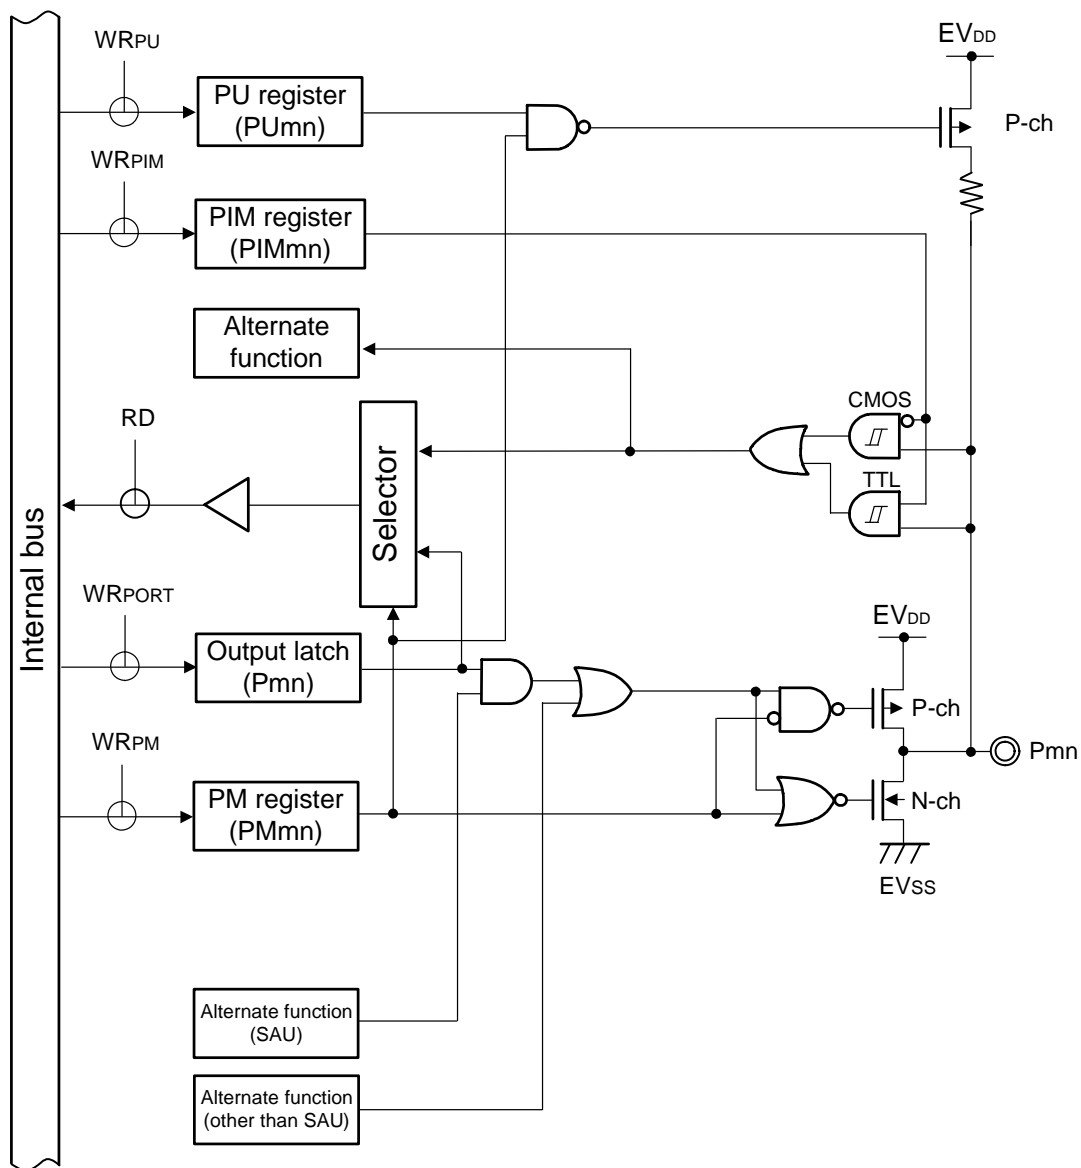 WRPU
PU register
(PUmn)
EVDD
P-ch
WRPIM
PIM register
(PIMmn)
Alternate
function
CMOS
TTL
RD
Selector
Internal bus
WRPORT
Output latch
(Pmn)
EVDD
P-ch
Pmn
WRPM
PM register
(PMmn)
N-ch
EVSS
Alternate function
(SAU)
Alternate function
(other than SAU)